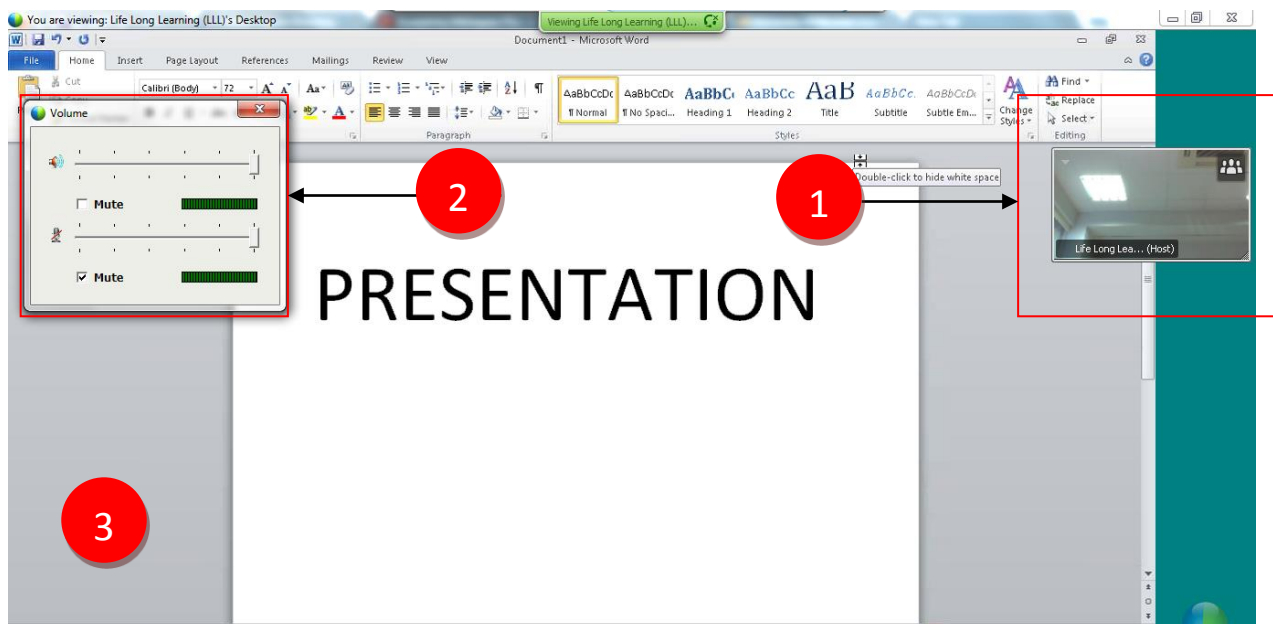 You are viewing: Life Long Learning (LLL)'s Desktop
Viewing Life Long Learning (LLL)...
Document1 - Microsoft Word
File Home Insert Page Layout References Mailings Review View
Cut
Calibri (Body) 72
AaBbCcDc AaBbCcDc AaBbC AaBbCc AaB AaBbCc. AaBbCcDc
¶ Normal ¶ No Spaci... Heading 1 Heading 2 Title Subtitle Subtle Em...
Change
Styles
Find
Replace
Select
Paragraph Styles Editing
Volume
Mute
Mute
2
1
Double-click to hide white space
Life Long Lea... (Host)
PRESENTATION
3